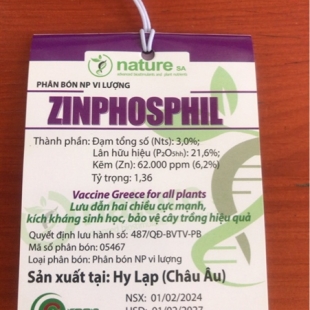 nature SA
PHÂN BÓN NP VI LƯỢNG
ZINPHOSPHIL
Thành phần: Đạm tổng số (Nts): 3,0%;
Lân hữu hiệu (P₂O₅hh): 21,6%;
Kẽm (Zn): 62.000 ppm (6,2%)
Tỷ trọng: 1,36
Vaccine Greece for all plants
Lưu dẫn hai chiều cực mạnh,
kích kháng sinh học, bảo vệ cây trồng hiệu quả
Quyết định lưu hành số: 487/QĐ-BVTV-PB
Mã số phân bón: 05467
Loại phân bón: Phân bón NP vi lượng
Sản xuất tại: Hy Lạp (Châu Âu)
NSX: 01/02/2024